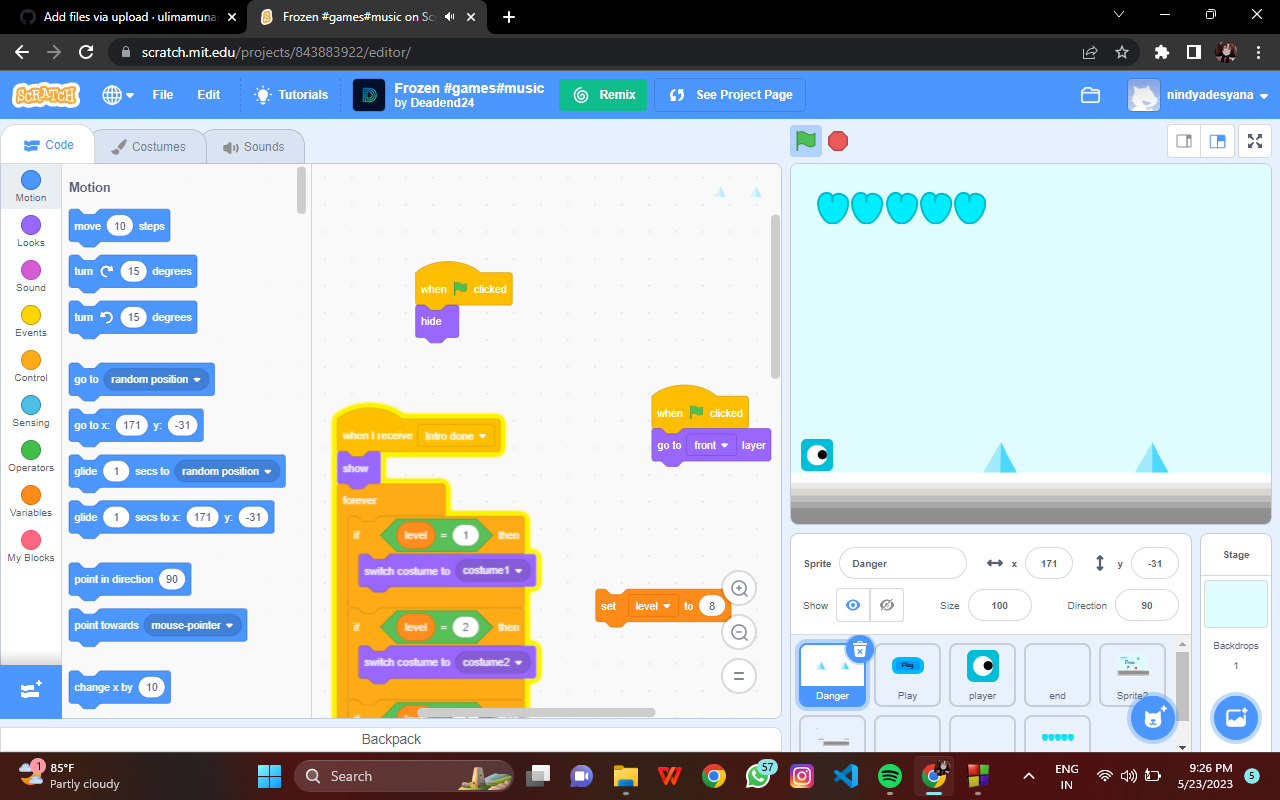 Add files via upload · ulimamuna
Frozen #games#music on Sc
scratch.mit.edu/projects/843883922/editor/
SCRATCH
File
Edit
Tutorials
Frozen #games#music
by Deadend24
Remix
See Project Page
nindyadesyana
Code
Costumes
Sounds
Motion
Looks
Sound
Events
Control
Sensing
Operators
Variables
My Blocks
Motion
move 10 steps
turn 15 degrees
turn 15 degrees
go to random position
go to x: 171 y: -31
glide 1 secs to random position
glide 1 secs to x: 171 y: -31
point in direction 90
point towards mouse-pointer
change x by 10
when clicked
hide
when clicked
go to front layer
when I receive Intro done
show
forever
if level = 1 then
switch costume to costume1
if level = 2 then
switch costume to costume2
if level
set level to 8
Backpack
Sprite Danger x 171 y -31
Show Size 100 Direction 90
Danger
Play
Play
player
end
Sprite2
Stage
Backdrops
1
1
85°F
Partly cloudy
Search
57
ENG
IN
9:26 PM
5/23/2023
5